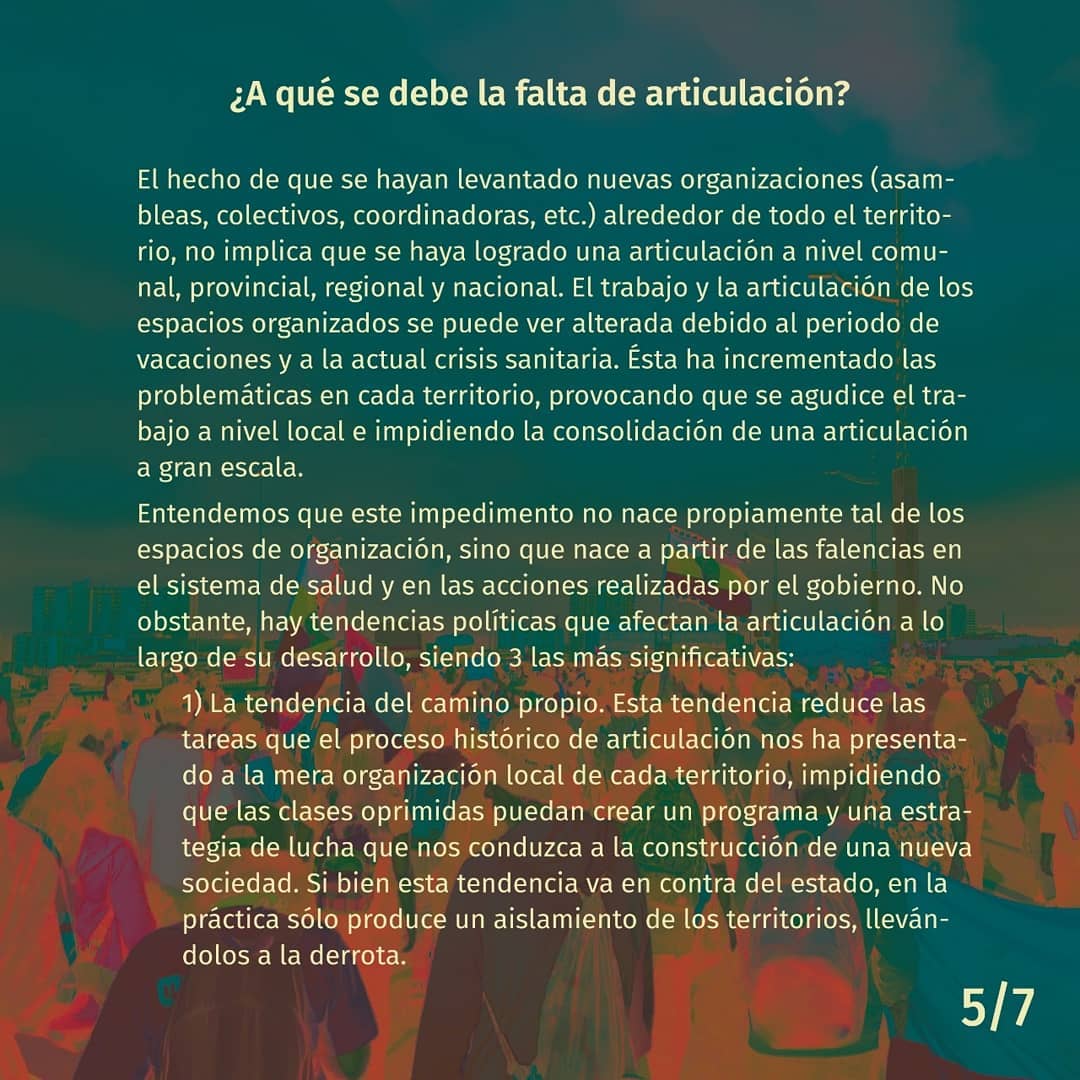 ¿A qué se debe la falta de articulación?
El hecho de que se hayan levantado nuevas organizaciones (asam-
bleas, colectivos, coordinadoras, etc.) alrededor de todo el territo-
rio, no implica que se haya logrado una articulación a nivel comu-
nal, provincial, regional y nacional. El trabajo y la articulación de los
espacios organizados se puede ver alterada debido al periodo de
vacaciones y a la actual crisis sanitaria. Ésta ha incrementado las
problemáticas en cada territorio, provocando que se agudice el tra-
bajo a nivel local e impidiendo la consolidación de una articulación
a gran escala.
Entendemos que este impedimento no nace propiamente tal de los
espacios de organización, sino que nace a partir de las falencias en
el sistema de salud y en las acciones realizadas por el gobierno. No
obstante, hay tendencias políticas que afectan la articulación a lo
largo de su desarrollo, siendo 3 las más significativas:
1) La tendencia del camino propio. Esta tendencia reduce las
tareas que el proceso histórico de articulación nos ha presenta-
do a la mera organización local de cada territorio, impidiendo
que las clases oprimidas puedan crear un programa y una estra-
tegia de lucha que nos conduzca a la construcción de una nueva
sociedad. Si bien esta tendencia va en contra del estado, en la
práctica sólo produce un aislamiento de los territorios, lleván-
dolos a la derrota.
5/7